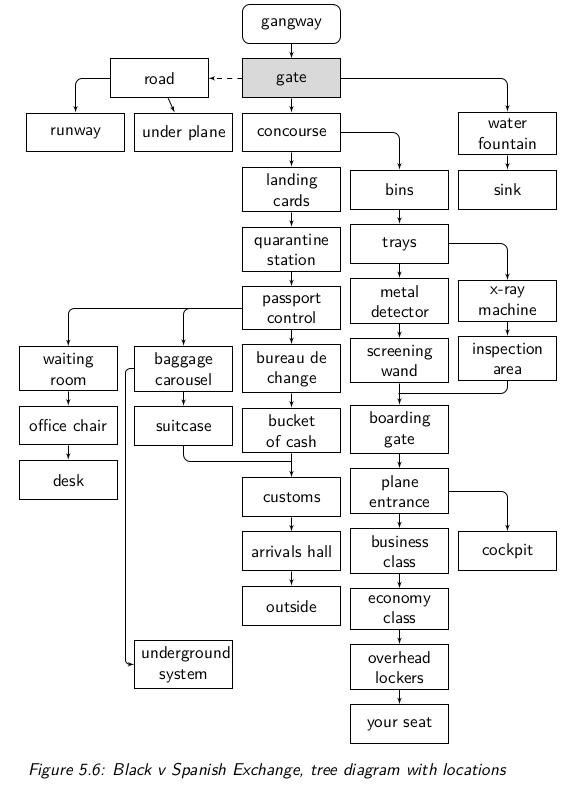 gangway
road
gate
runway
under plane
concourse
water
fountain
landing
cards
bins
sink
quarantine
station
trays
passport
control
metal
detector
x-ray
machine
waiting
room
baggage
carousel
bureau de
change
screening
wand
inspection
area
office chair
suitcase
bucket
of cash
boarding
gate
desk
customs
plane
entrance
arrivals hall
business
class
cockpit
outside
economy
class
underground
system
overhead
lockers
your seat
Figure 5.6: Black v Spanish Exchange, tree diagram with locations